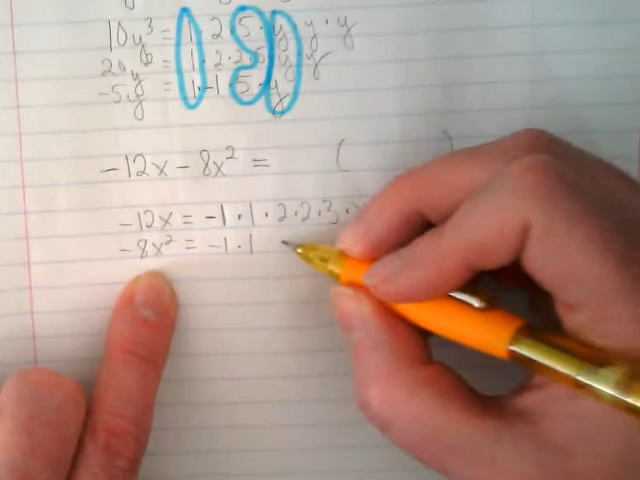 10y³ = 1 · 2 · 5 · y · y · y
20y = 1 · 2 · 2 · 5 · y · y
-5y = 1 · -1 · 5 · y
-12x - 8x² = ( )
-12x = -1 · 1 · 2 · 2 · 3 ·
-8x² = -1 · 1